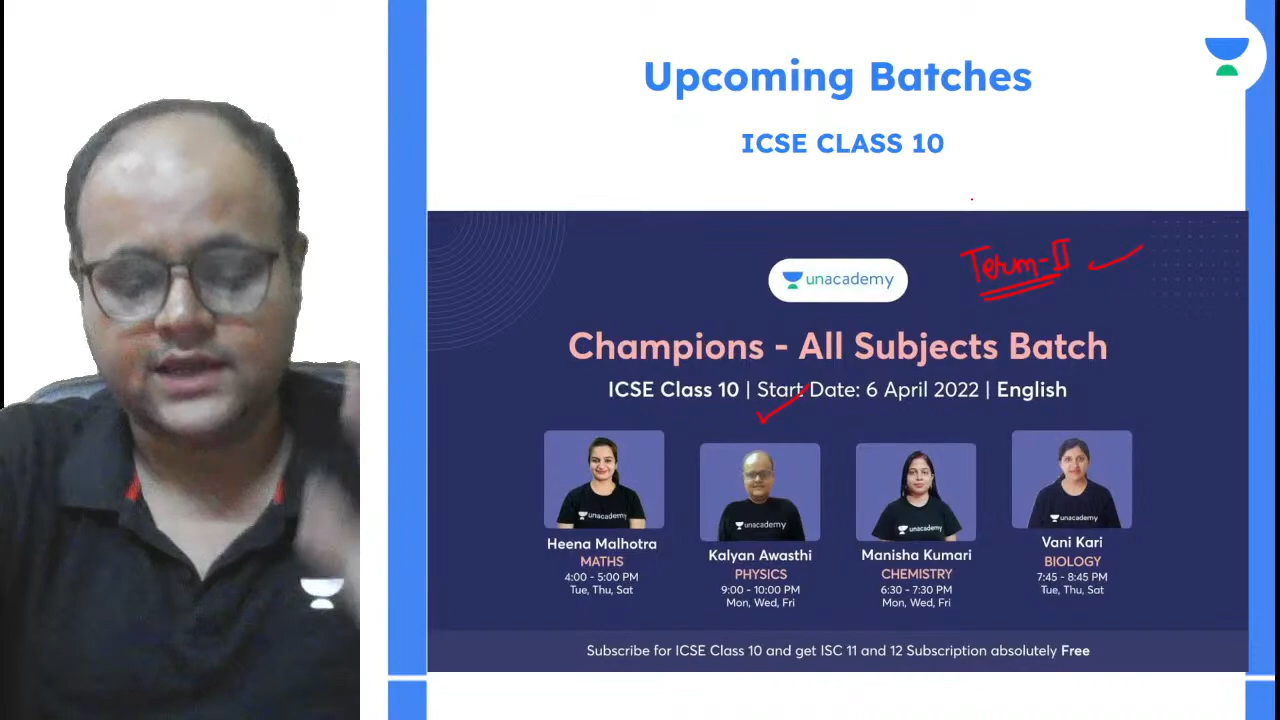 Upcoming Batches
ICSE CLASS 10
Term-II
unacademy
Champions - All Subjects Batch
ICSE Class 10 | Start Date: 6 April 2022 | English
unacademy
unacademy
unacademy
unacademy
Heena Malhotra
MATHS
4:00 - 5:00 PM
Tue, Thu, Sat
Kalyan Awasthi
PHYSICS
9:00 - 10:00 PM
Mon, Wed, Fri
Manisha Kumari
CHEMISTRY
6:30 - 7:30 PM
Mon, Wed, Fri
Vani Kari
BIOLOGY
7:45 - 8:45 PM
Tue, Thu, Sat
Subscribe for ICSE Class 10 and get ISC 11 and 12 Subscription absolutely Free